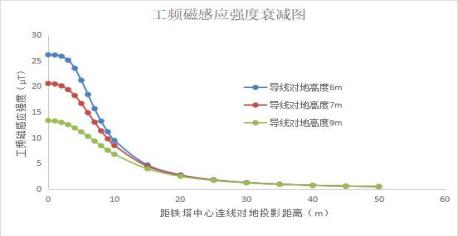 工频磁感应强度衰减图
30
25
20
15
10
5
0
工频磁感应强度（μT）
导线对地高度6m
导线对地高度7m
导线对地高度9m
0 10 20 30 40 50 60
距铁塔中心连线对地投影距离（m）